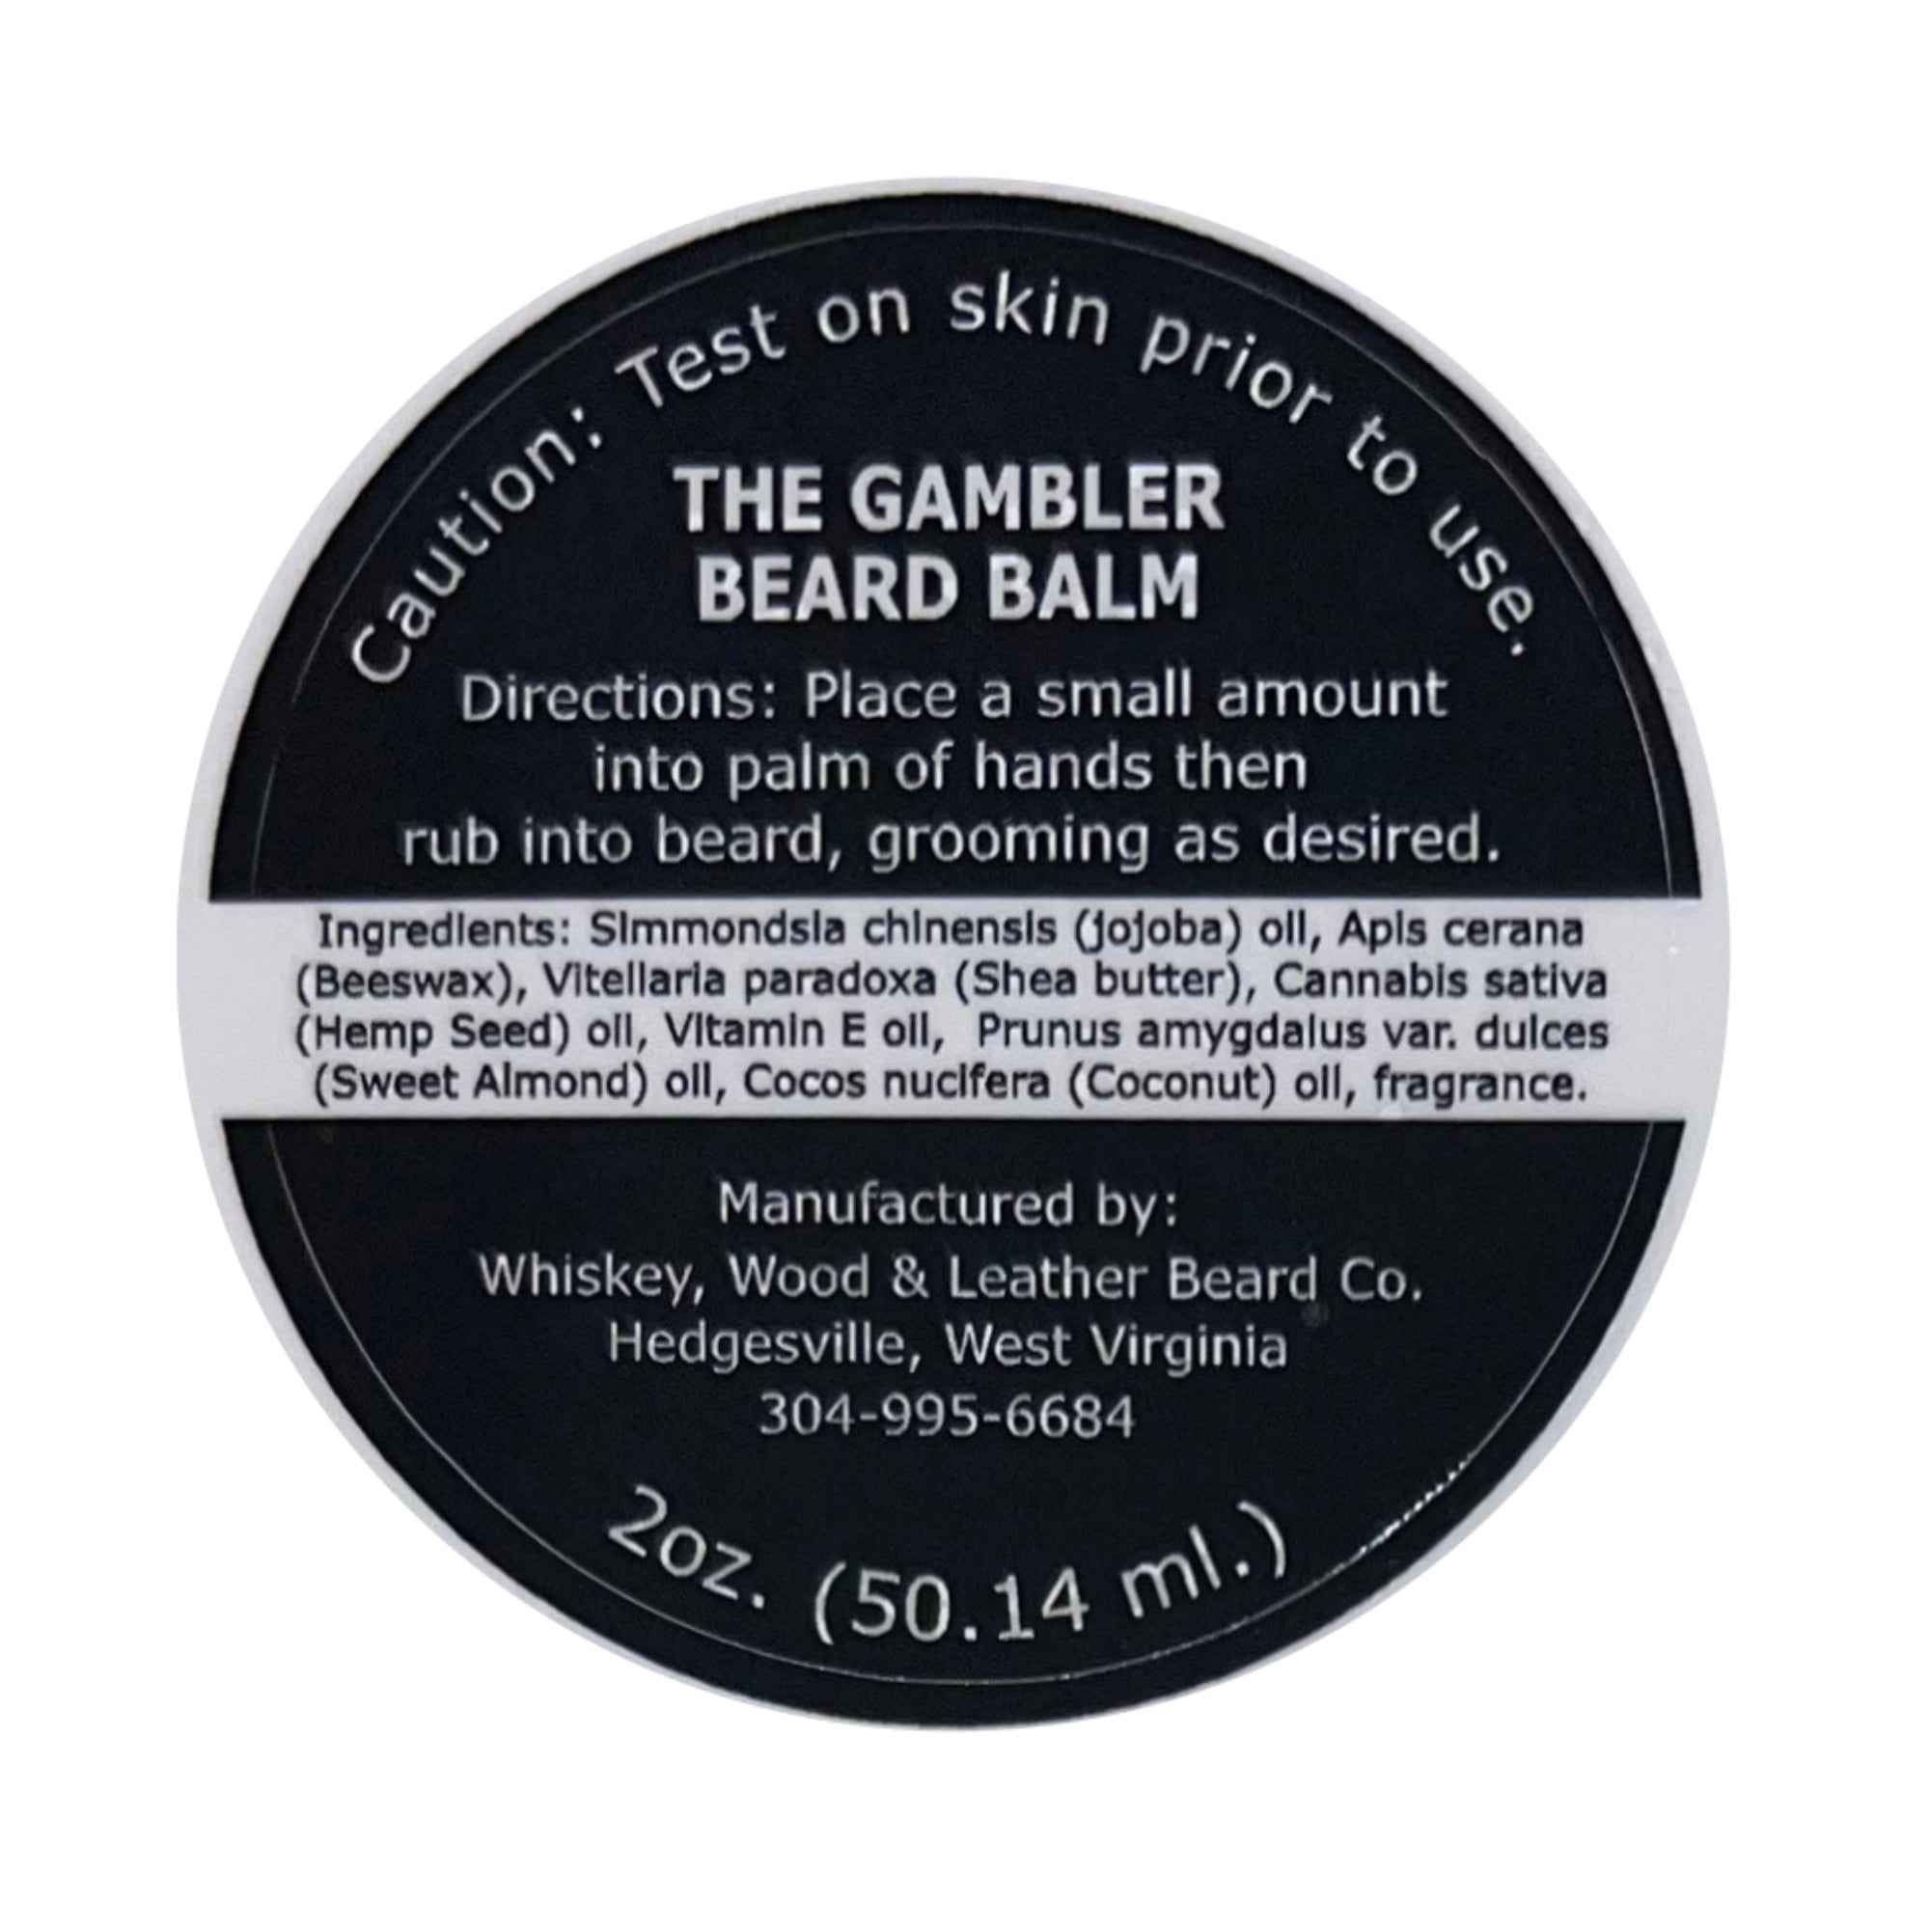 Caution: Test on skin prior to use.
THE GAMBLER
BEARD BALM
Directions: Place a small amount
into palm of hands then
rub into beard, grooming as desired.
Ingredients: Simmondsia chinensis (jojoba) oil, Apis cerana
(Beeswax), Vitellaria paradoxa (Shea butter), Cannabis sativa
(Hemp Seed) oil, Vitamin E oil, Prunus amygdalus var. dulces
(Sweet Almond) oil, Cocos nucifera (Coconut) oil, fragrance.
Manufactured by:
Whiskey, Wood & Leather Beard Co.
Hedgesville, West Virginia
304-995-6684
2oz. (50.14 ml.)